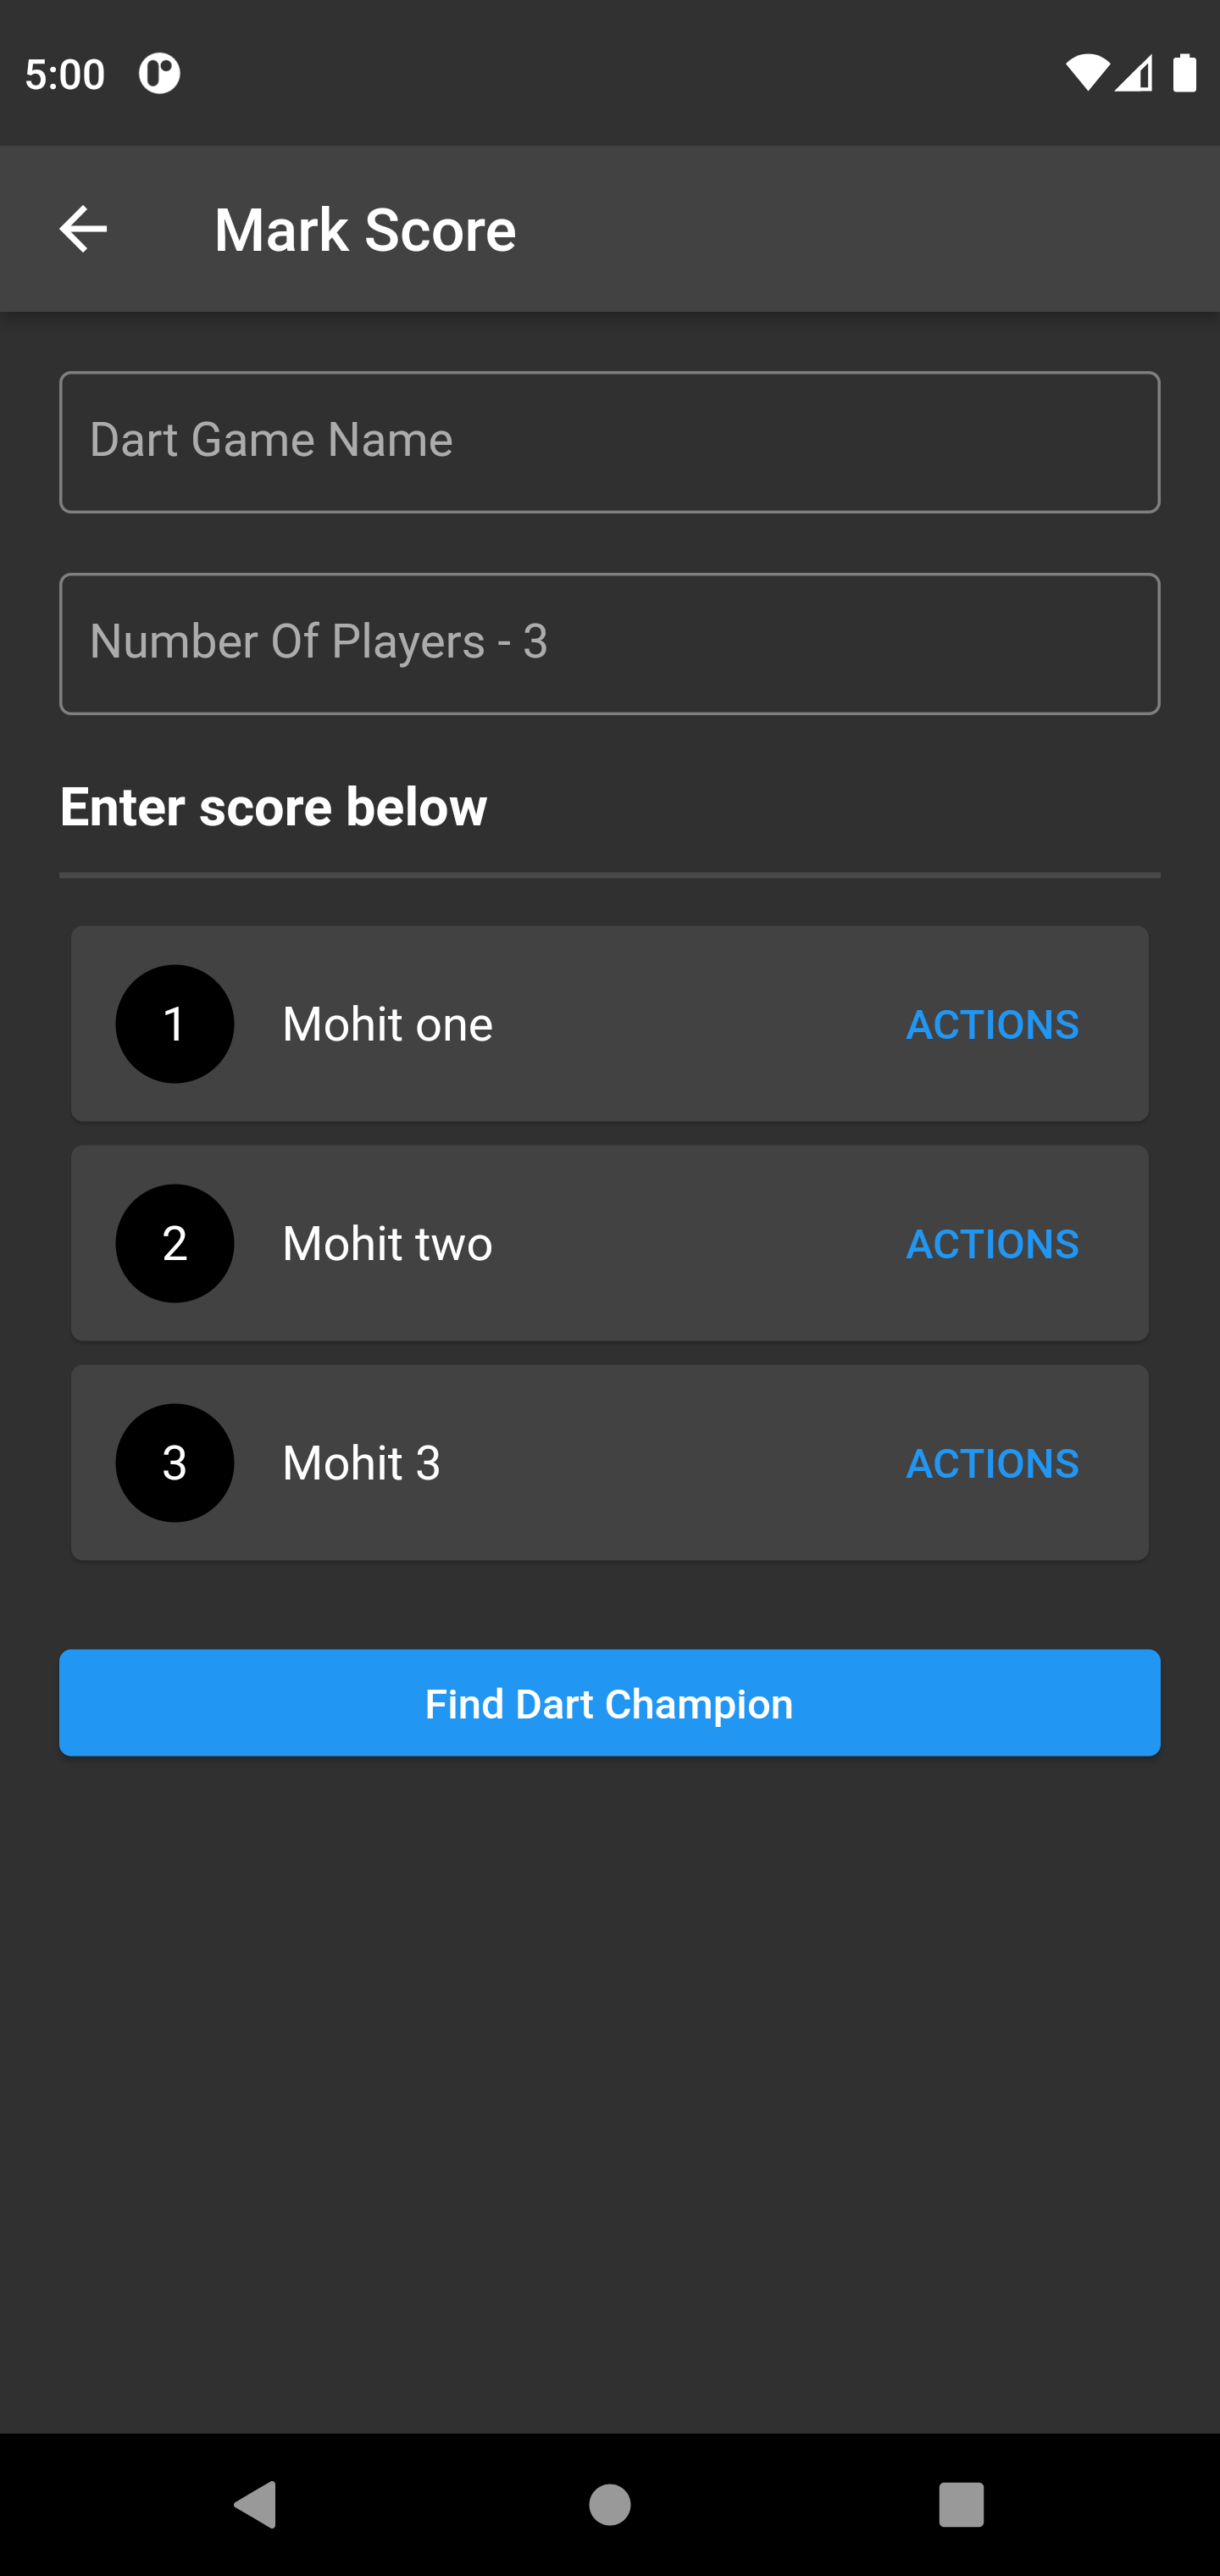 5:00
Mark Score
Dart Game Name
Number Of Players - 3
Enter score below
1 Mohit one ACTIONS
2 Mohit two ACTIONS
3 Mohit 3 ACTIONS
Find Dart Champion